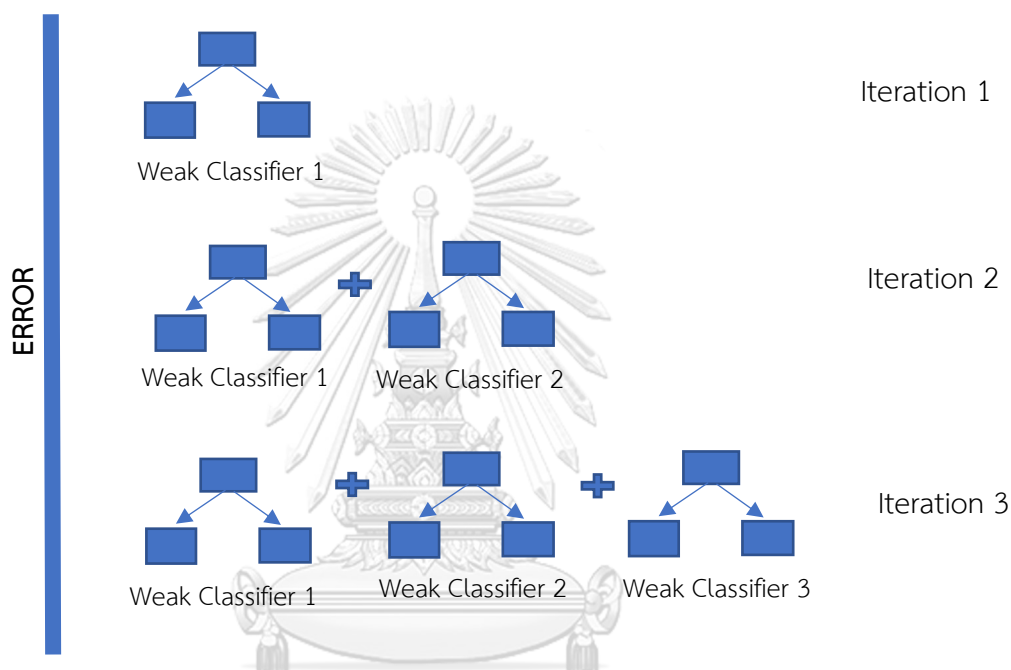 Iteration 1
Weak Classifier 1
ERROR
Iteration 2
Weak Classifier 1
Weak Classifier 2
Iteration 3
Weak Classifier 1
Weak Classifier 2
Weak Classifier 3